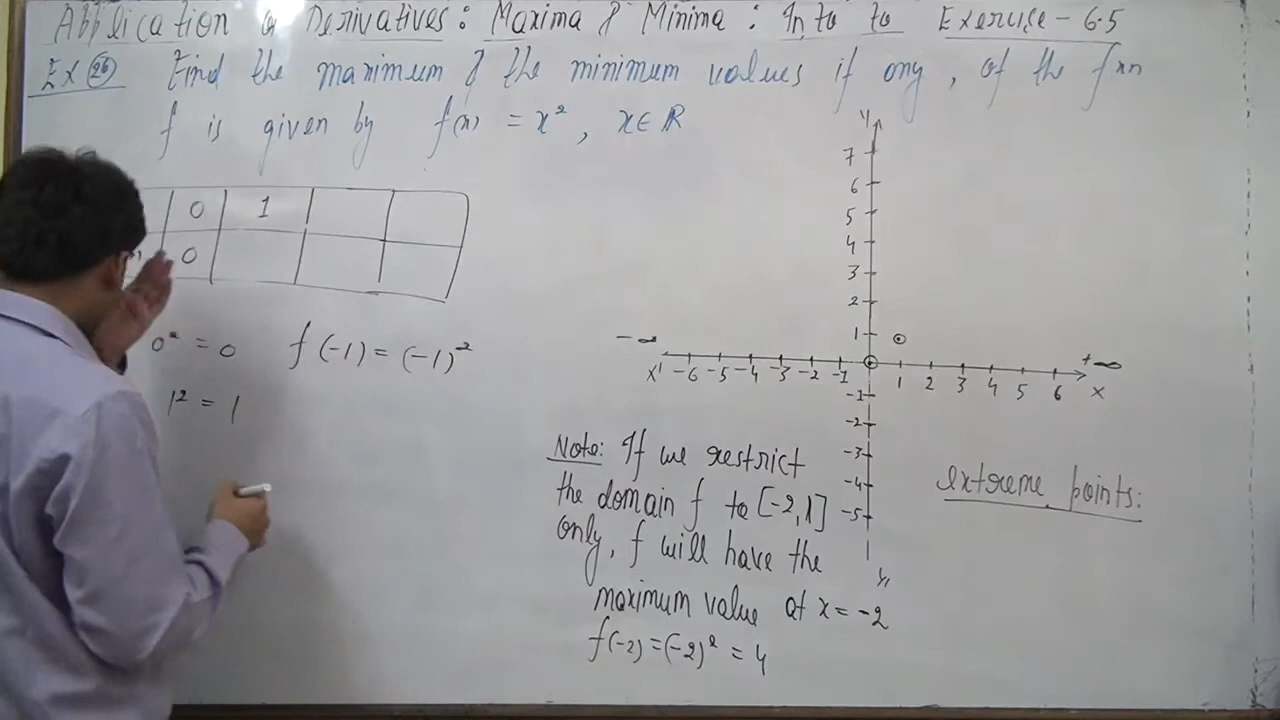 Application of Derivatives: Maxima & Minima: Into to Exercise - 6.5
Ex 26 Find the maximum & the minimum values if any, of the fxn
f is given by f(x) = x², x ∈ R
0 1
0
0² = 0 f(-1) = (-1)²
1² = 1
Y
7
6
5
4
3
2
1
-∞ +∞
X' -6 -5 -4 -3 -2 -1 1 2 3 4 5 6 X
-1
-2
-3
-4
-5
Y'
Note: If we restrict
the domain f to [-2,1]
only, f will have the
maximum value at x = -2
f(-2) = (-2)² = 4
extreme points: